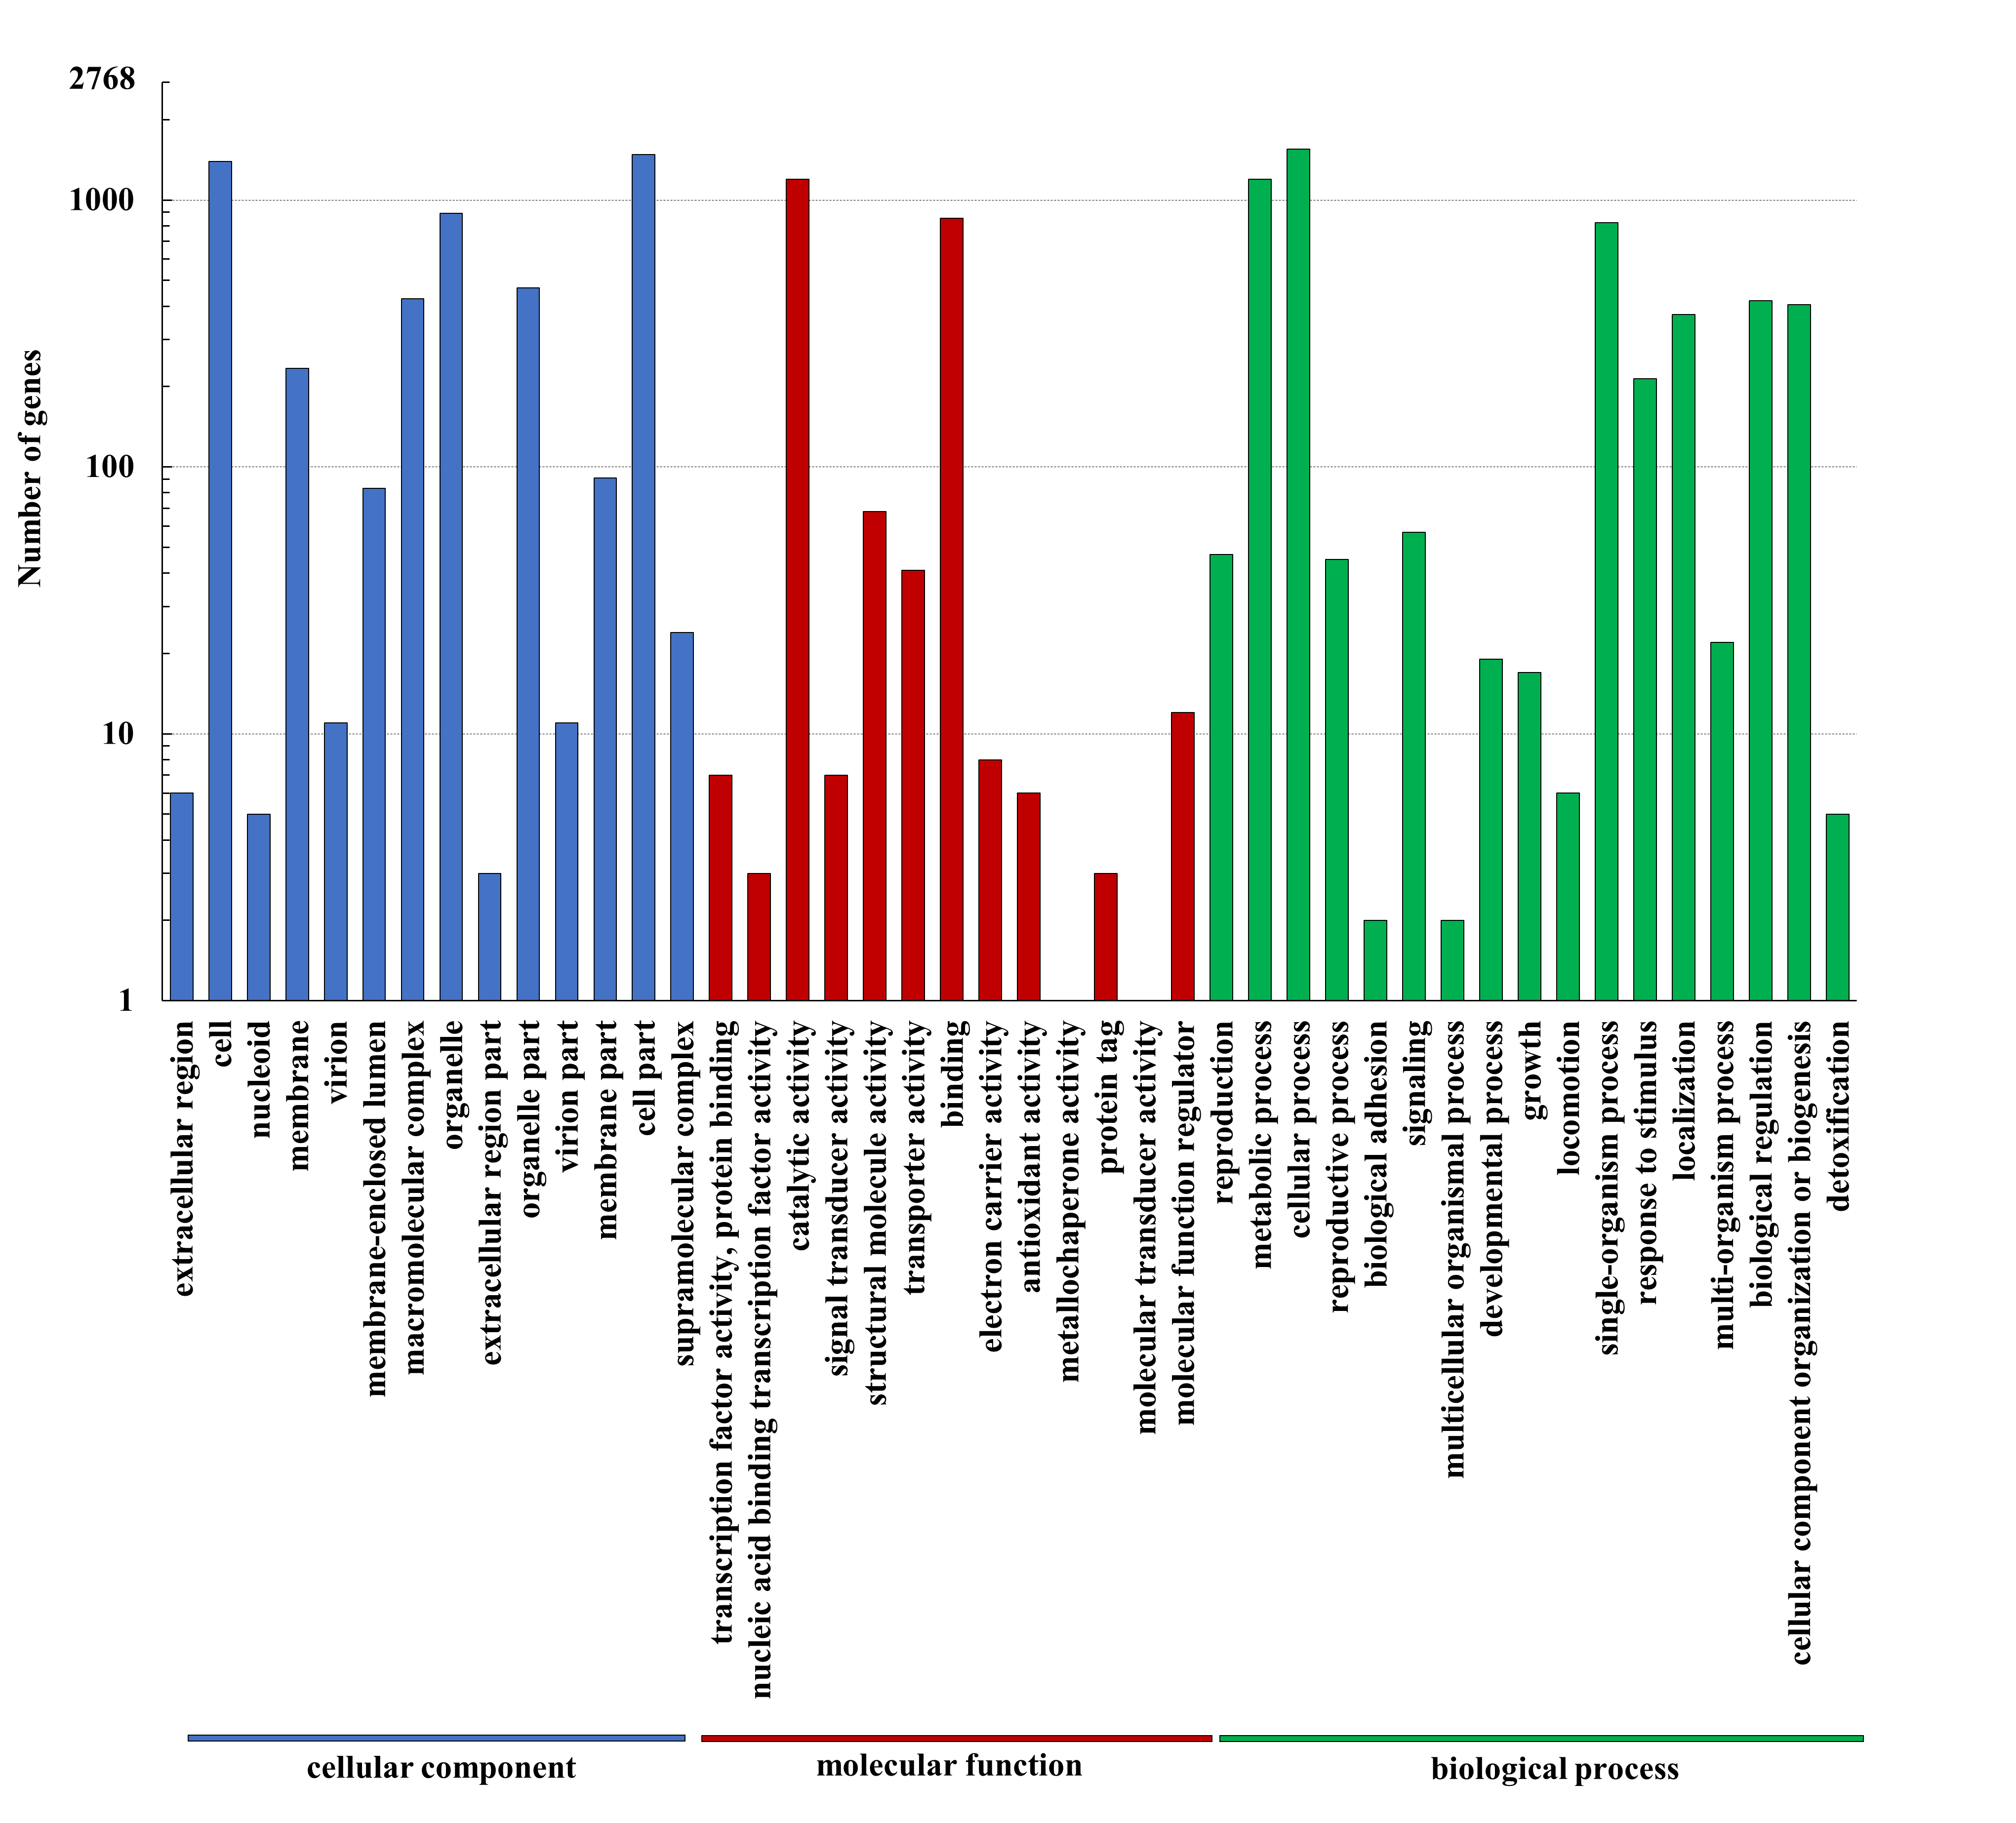 2768
1000
100
10
1
Number of genes
extracellular region
cell
nucleoid
membrane
virion
membrane-enclosed lumen
macromolecular complex
organelle
extracellular region part
organelle part
virion part
membrane part
cell part
supramolecular complex
transcription factor activity, protein binding
nucleic acid binding transcription factor activity
catalytic activity
signal transducer activity
structural molecule activity
transporter activity
binding
electron carrier activity
antioxidant activity
metallochaperone activity
protein tag
molecular transducer activity
molecular function regulator
reproduction
metabolic process
cellular process
reproductive process
biological adhesion
signaling
multicellular organismal process
developmental process
growth
locomotion
single-organism process
response to stimulus
localization
multi-organism process
biological regulation
cellular component organization or biogenesis
detoxification
cellular component
molecular function
biological process